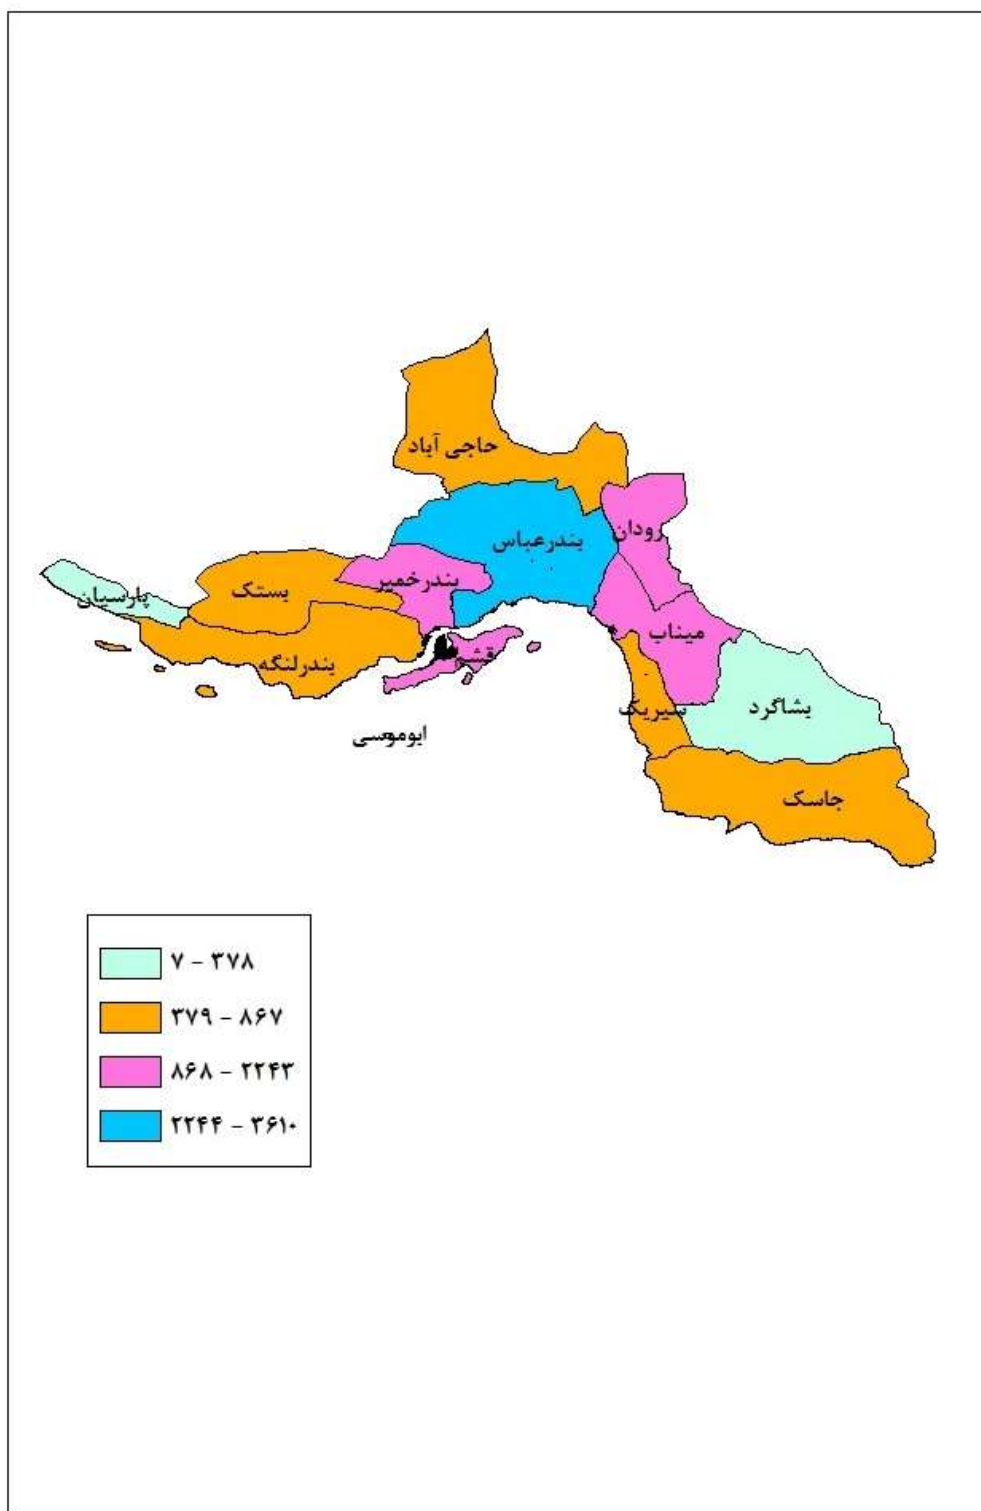 حاجی آباد
رودان
بندرعباس
بندرخمیر
بستک
پارسیان
میناب
قشم
بندرلنگه
سیریک
بشاگرد
ابوموسی
جاسک
۷ - ۳۷۸
۳۷۹ - ۸۶۷
۸۶۸ - ۲۲۴۳
۲۲۴۴ - ۳۶۱۰